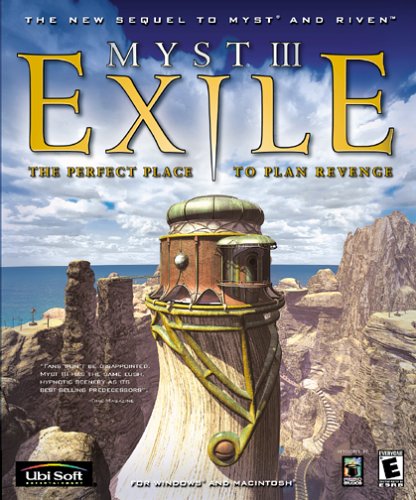 THE NEW SEQUEL TO MYST® AND RIVEN™
MYST III
EXILE
THE PERFECT PLACE TO PLAN REVENGE
"FANS WON'T BE DISAPPOINTED.
MYST III HAS THE SAME LUSH,
HYPNOTIC SCENERY AS ITS
BEST SELLING PREDECESSORS."
—TIME MAGAZINE
Ubi Soft
ENTERTAINMENT
FOR WINDOWS® AND MACINTOSH®
EVERYONE
E
ESRB